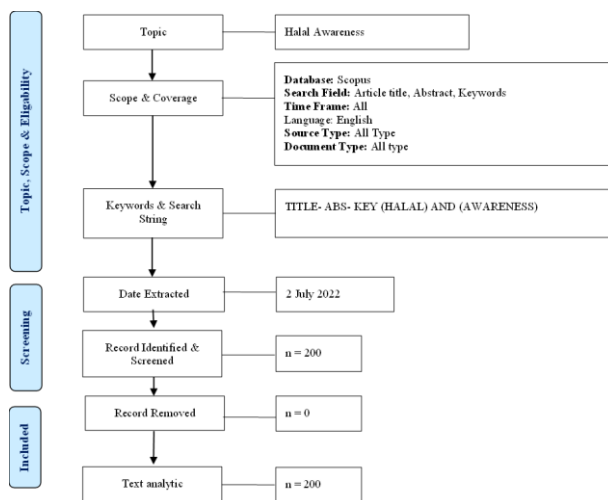 Topic
Halal Awareness
Topic, Scope & Eligability
Scope & Coverage
Database: Scopus
Search Field: Article title, Abstract, Keywords
Time Frame: All
Language: English
Source Type: All Type
Document Type: All type
Keywords & Search
String
TITLE- ABS- KEY (HALAL) AND (AWARENESS)
Date Extracted
2 July 2022
Screening
Record Identified &
Screened
n = 200
Record Removed
n = 0
Included
Text analytic
n = 200